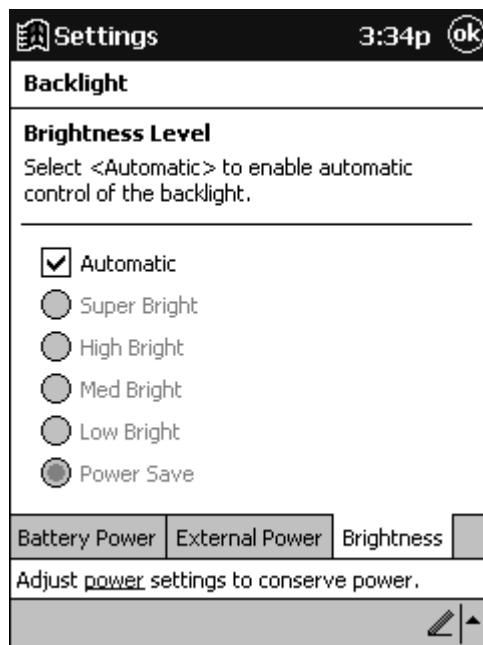 Settings 3:34p ok
Backlight
Brightness Level
Select <Automatic> to enable automatic
control of the backlight.
Automatic
Super Bright
High Bright
Med Bright
Low Bright
Power Save
Battery Power External Power Brightness
Adjust power settings to conserve power.